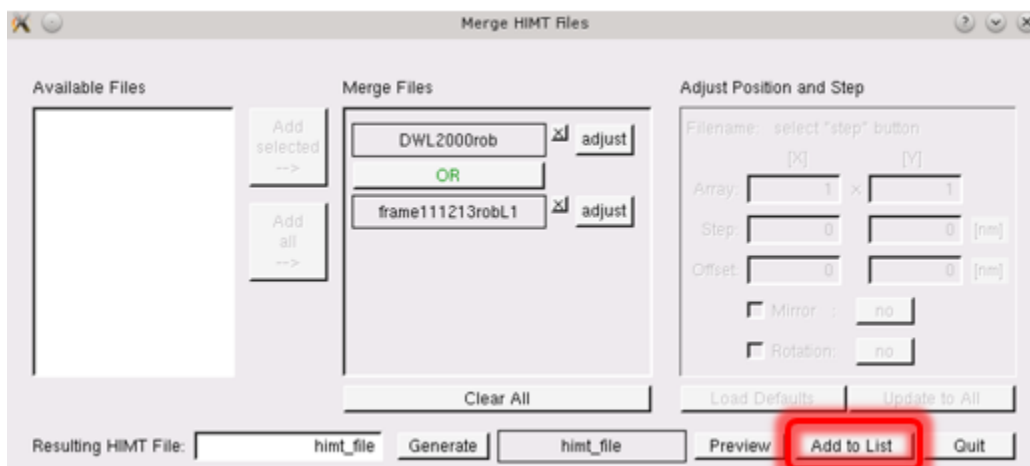 Merge HIMT Files
Available Files
Merge Files
Adjust Position and Step
Add
selected
-->
Add
all
-->
DWL2000rob
x
adjust
OR
frame111213robL1
x
adjust
Clear All
Filename: select "step" button
[X] [Y]
Array: 1 x 1
Step: 0 0 [nm]
Offset: 0 0 [nm]
Mirror : no
Rotation: no
Load Defaults Update to All
Resulting HIMT File: himt_file Generate himt_file Preview Add to List Quit